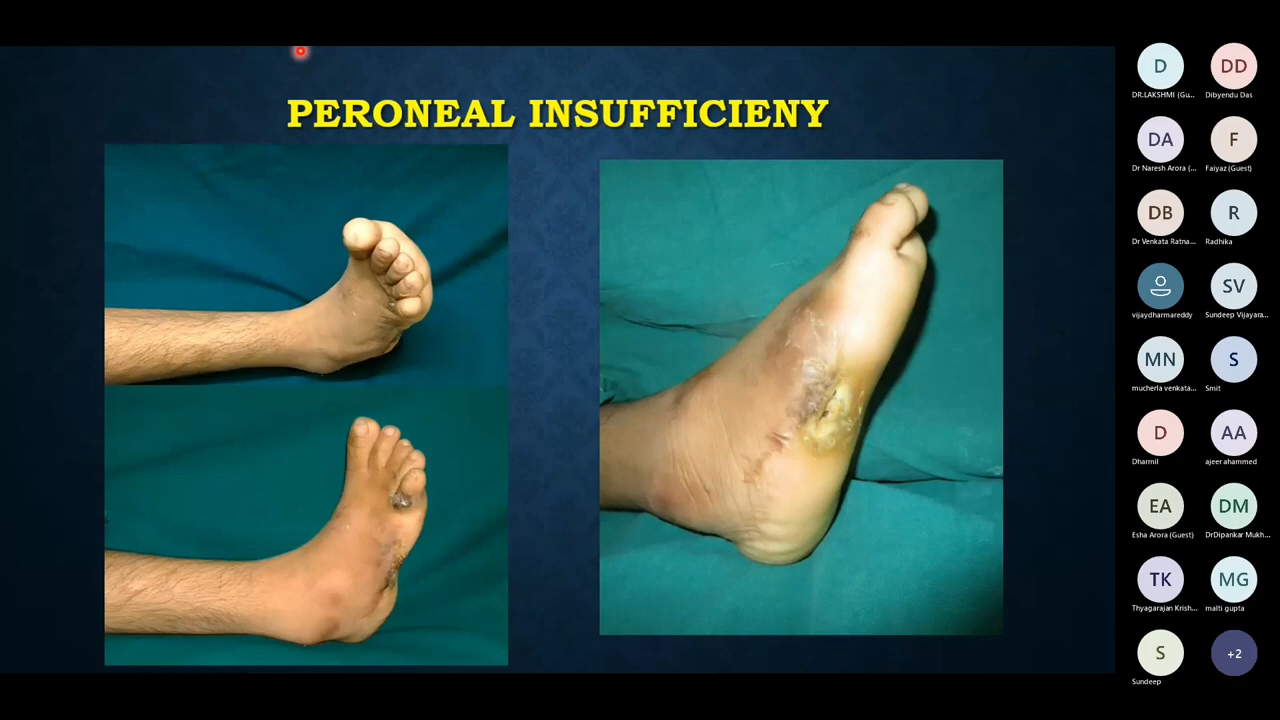 PERONEAL INSUFFICIENY
D
DD
DR.LAKSHMI (Gu...
Dibyendu Das
DA
F
Dr Naresh Arora (...
Faiyaz (Guest)
DB
R
Dr Venkata Ratna...
Radhika
SV
vijaydharmareddy
Sundeep Vijayara...
MN
S
mucherla venkata...
Smit
D
AA
Dharmil
ajeer ahammed
EA
DM
Esha Arora (Guest)
DrDipankar Mukh...
TK
MG
Thyagarajan Krish...
malti gupta
S
+2
Sundeep